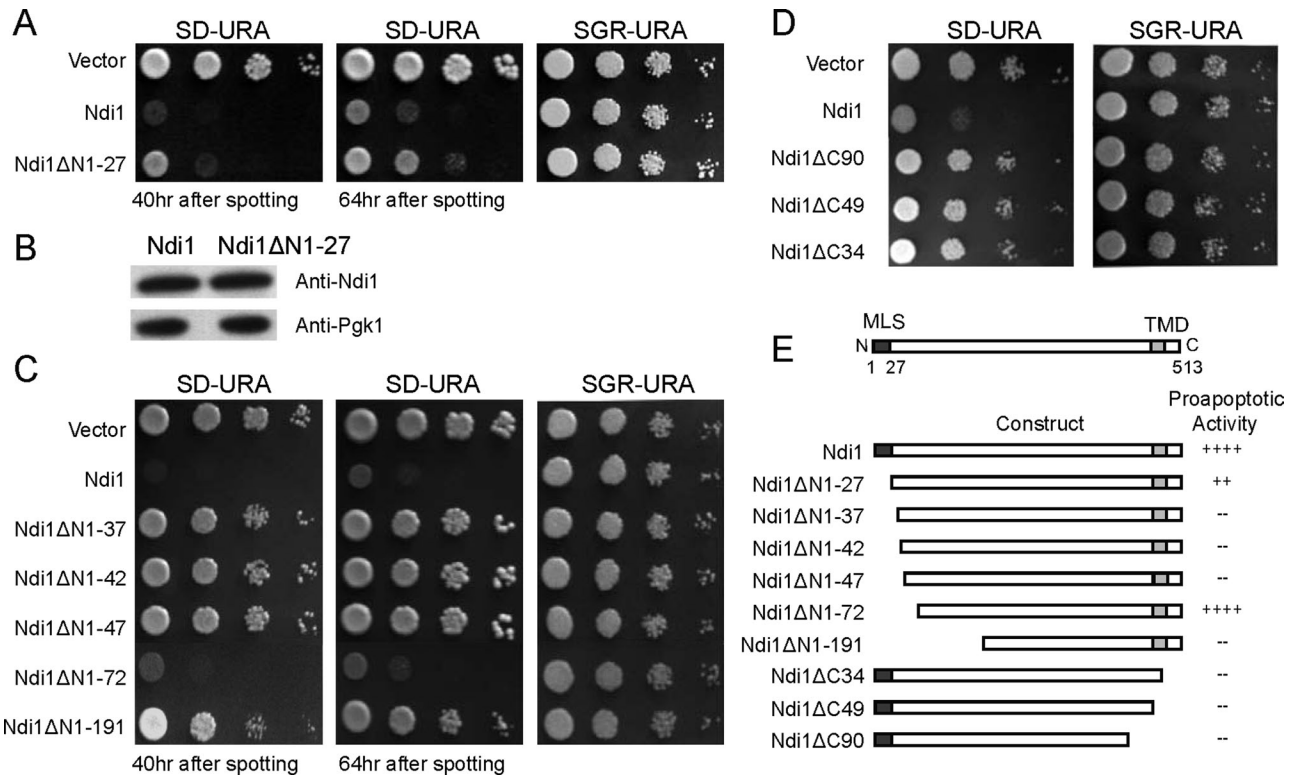 A
SD-URA SD-URA SGR-URA
Vector
Ndi1
Ndi1ΔN1-27
40hr after spotting 64hr after spotting
B
Ndi1 Ndi1ΔN1-27
Anti-Ndi1
Anti-Pgk1
C
SD-URA SD-URA SGR-URA
Vector
Ndi1
Ndi1ΔN1-37
Ndi1ΔN1-42
Ndi1ΔN1-47
Ndi1ΔN1-72
Ndi1ΔN1-191
40hr after spotting 64hr after spotting
D
SD-URA SGR-URA
Vector
Ndi1
Ndi1ΔC90
Ndi1ΔC49
Ndi1ΔC34
E
MLS TMD
N C
1 27 513
Proapoptotic
Construct Activity
Ndi1 ++++
Ndi1ΔN1-27 ++
Ndi1ΔN1-37 --
Ndi1ΔN1-42 --
Ndi1ΔN1-47 --
Ndi1ΔN1-72 ++++
Ndi1ΔN1-191 --
Ndi1ΔC34 --
Ndi1ΔC49 --
Ndi1ΔC90 --